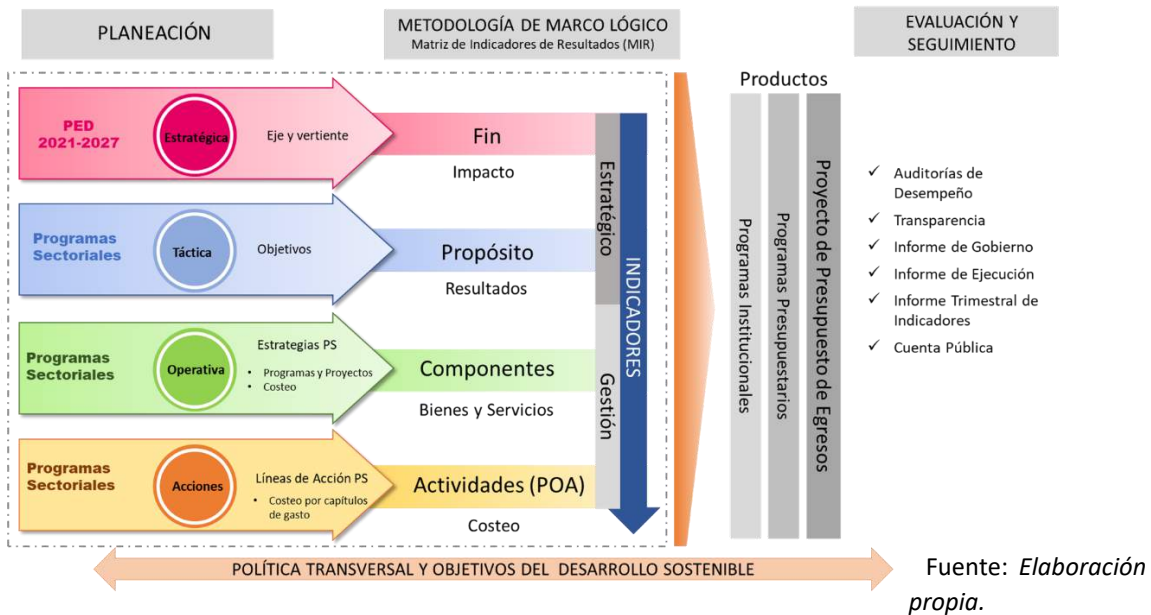 PLANEACIÓN
METODOLOGÍA DE MARCO LÓGICO
Matriz de Indicadores de Resultados (MIR)
EVALUACIÓN Y
SEGUIMIENTO
PED
2021-2027
Estratégica
Eje y vertiente
Fin
Impacto
Programas
Sectoriales
Táctica
Objetivos
Propósito
Resultados
Programas
Sectoriales
Operativa
Estrategias PS
• Programas y Proyectos
• Costeo
Componentes
Bienes y Servicios
Programas
Sectoriales
Acciones
Líneas de Acción PS
• Costeo por capítulos
de gasto
Actividades (POA)
Costeo
Estratégico
Gestión
INDICADORES
Productos
Programas Institucionales
Programas Presupuestarios
Proyecto de Presupuesto de Egresos
✓ Auditorías de
Desempeño
✓ Transparencia
✓ Informe de Gobierno
✓ Informe de Ejecución
✓ Informe Trimestral de
Indicadores
✓ Cuenta Pública
POLÍTICA TRANSVERSAL Y OBJETIVOS DEL DESARROLLO SOSTENIBLE
Fuente: Elaboración
propia.